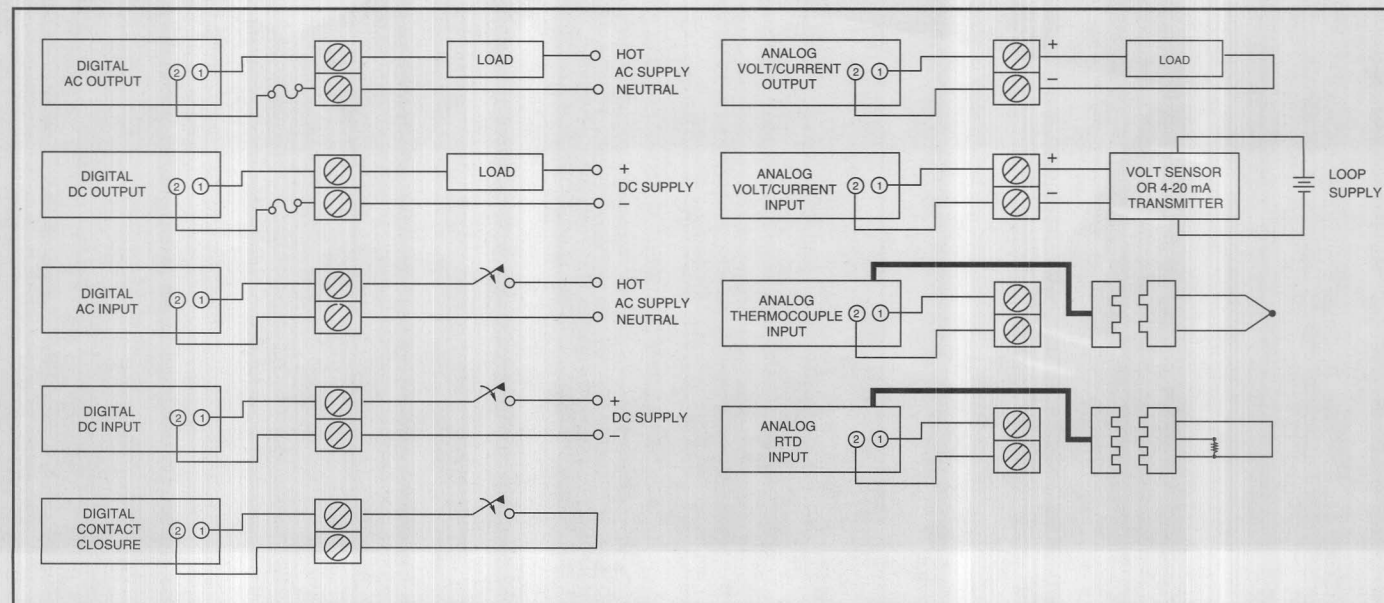 DIGITAL
AC OUTPUT
2 1
LOAD
HOT
AC SUPPLY
NEUTRAL
DIGITAL
DC OUTPUT
2 1
LOAD
+
DC SUPPLY
–
DIGITAL
AC INPUT
2 1
HOT
AC SUPPLY
NEUTRAL
DIGITAL
DC INPUT
2 1
+
DC SUPPLY
–
DIGITAL
CONTACT
CLOSURE
2 1
ANALOG
VOLT/CURRENT
OUTPUT
2 1
+
–
LOAD
ANALOG
VOLT/CURRENT
INPUT
2 1
+
–
VOLT SENSOR
OR 4-20 mA
TRANSMITTER
LOOP
SUPPLY
ANALOG
THERMOCOUPLE
INPUT
2 1
ANALOG
RTD
INPUT
2 1